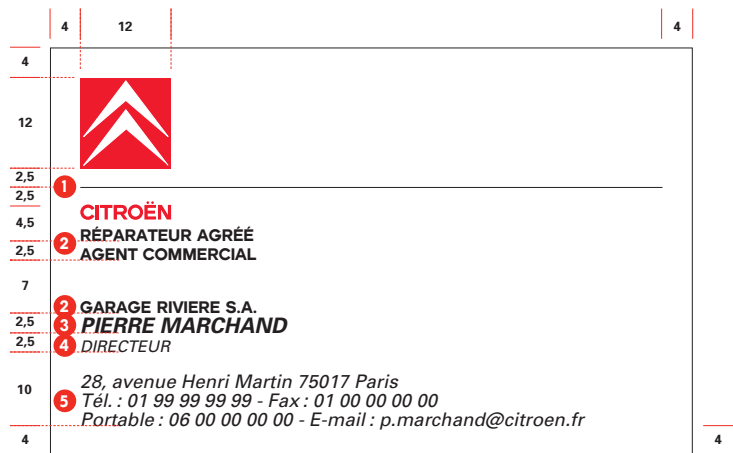 4 12 4
4
12
2,5
2,5
1
4,5
CITROËN
2 RÉPARATEUR AGRÉÉ
2,5 AGENT COMMERCIAL
7
2 GARAGE RIVIERE S.A.
2,5 3 PIERRE MARCHAND
2,5 4 DIRECTEUR
28, avenue Henri Martin 75017 Paris
10 5 Tél. : 01 99 99 99 99 - Fax : 01 00 00 00 00
Portable : 06 00 00 00 00 - E-mail : p.marchand@citroen.fr
4 4